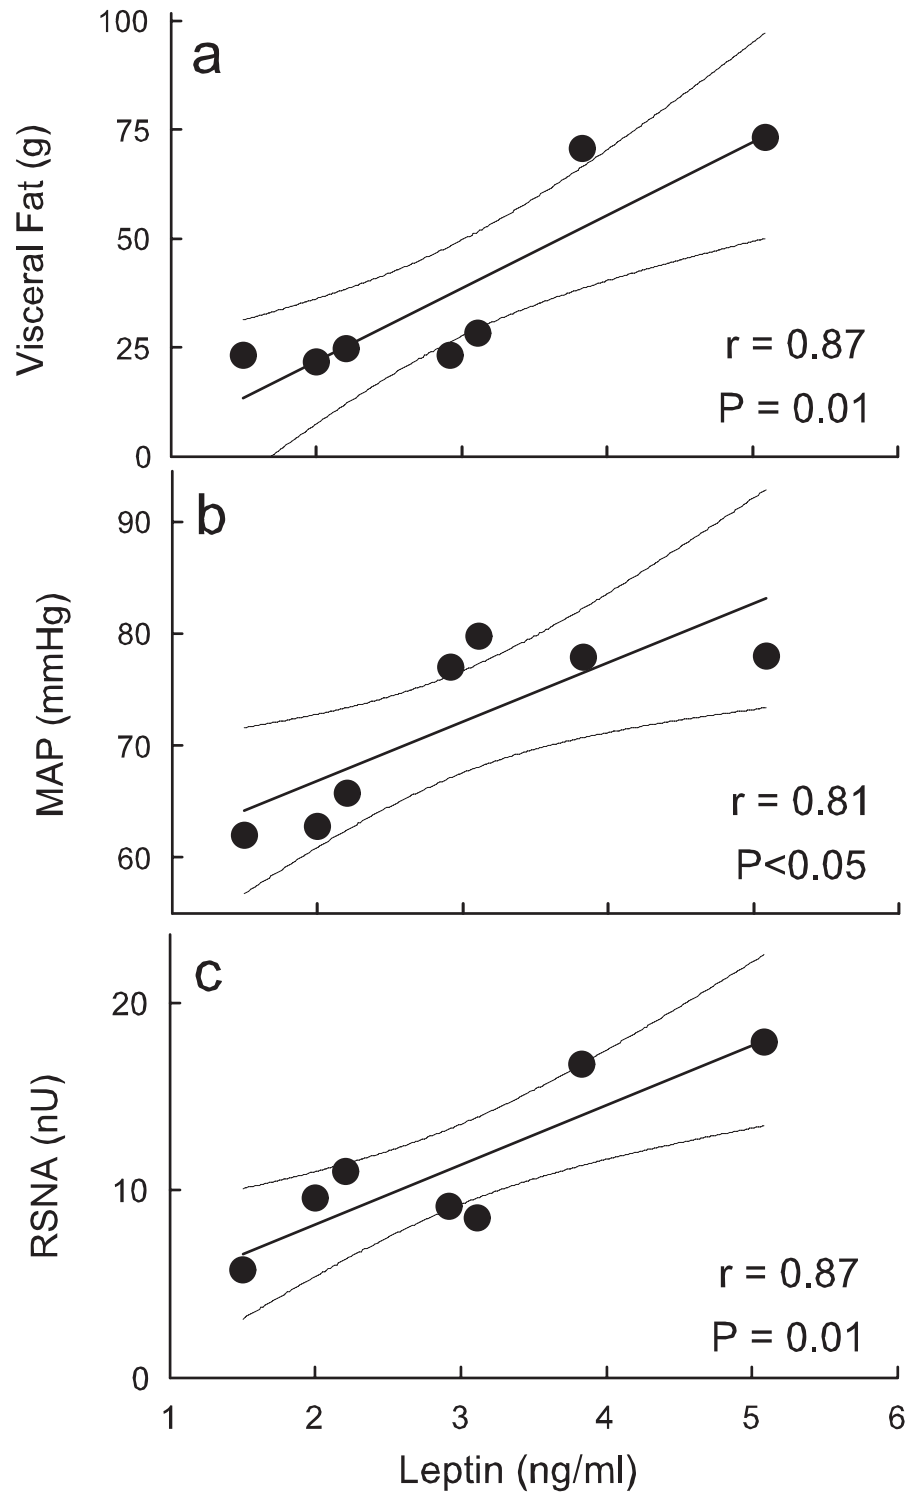 a
100
75
50
25
0
Visceral Fat (g)
r = 0.87
P = 0.01
b
90
80
70
60
MAP (mmHg)
r = 0.81
P<0.05
c
20
10
0
RSNA (nU)
r = 0.87
P = 0.01
1 2 3 4 5 6
Leptin (ng/ml)